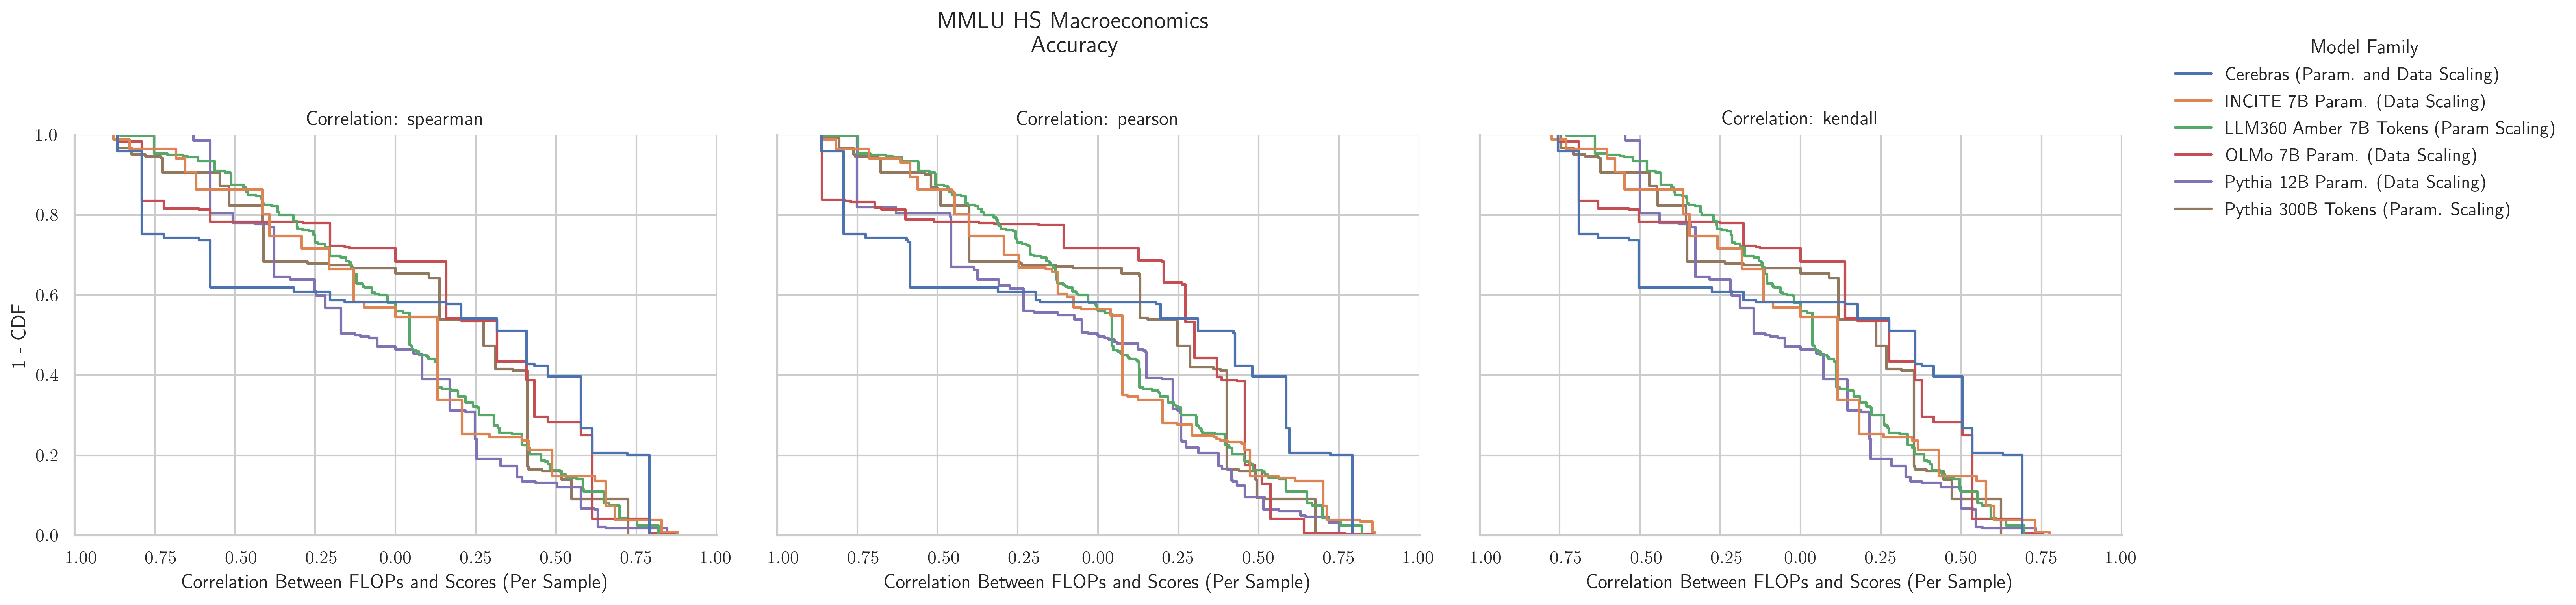 MMLU HS Macroeconomics
Accuracy
Model Family
Cerebras (Param. and Data Scaling)
INCITE 7B Param. (Data Scaling)
LLM360 Amber 7B Tokens (Param Scaling)
OLMo 7B Param. (Data Scaling)
Pythia 12B Param. (Data Scaling)
Pythia 300B Tokens (Param. Scaling)
Correlation: spearman
Correlation: pearson
Correlation: kendall
1 - CDF
1.0
0.8
0.6
0.4
0.2
0.0
−1.00 −0.75 −0.50 −0.25 0.00 0.25 0.50 0.75 1.00
−1.00 −0.75 −0.50 −0.25 0.00 0.25 0.50 0.75 1.00
−1.00 −0.75 −0.50 −0.25 0.00 0.25 0.50 0.75 1.00
Correlation Between FLOPs and Scores (Per Sample)
Correlation Between FLOPs and Scores (Per Sample)
Correlation Between FLOPs and Scores (Per Sample)